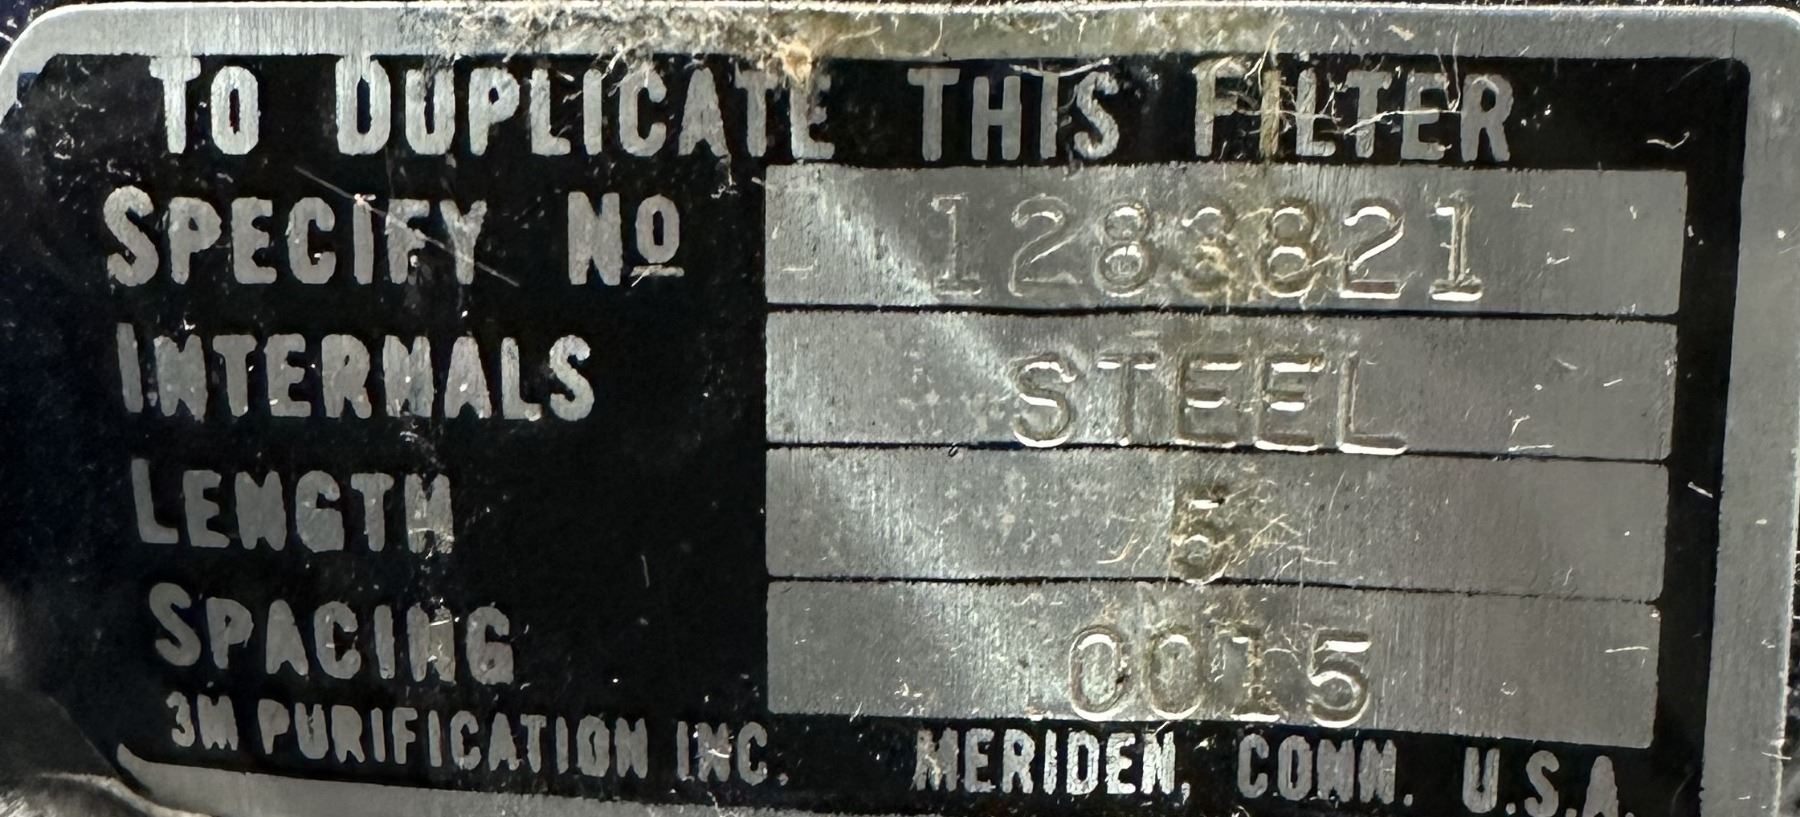 TO DUPLICATE THIS FILTER
SPECIFY Nº 1283821
INTERNALS STEEL
LENGTH 5
SPACING .0015
3M PURIFICATION INC. MERIDEN, CONN. U.S.A.